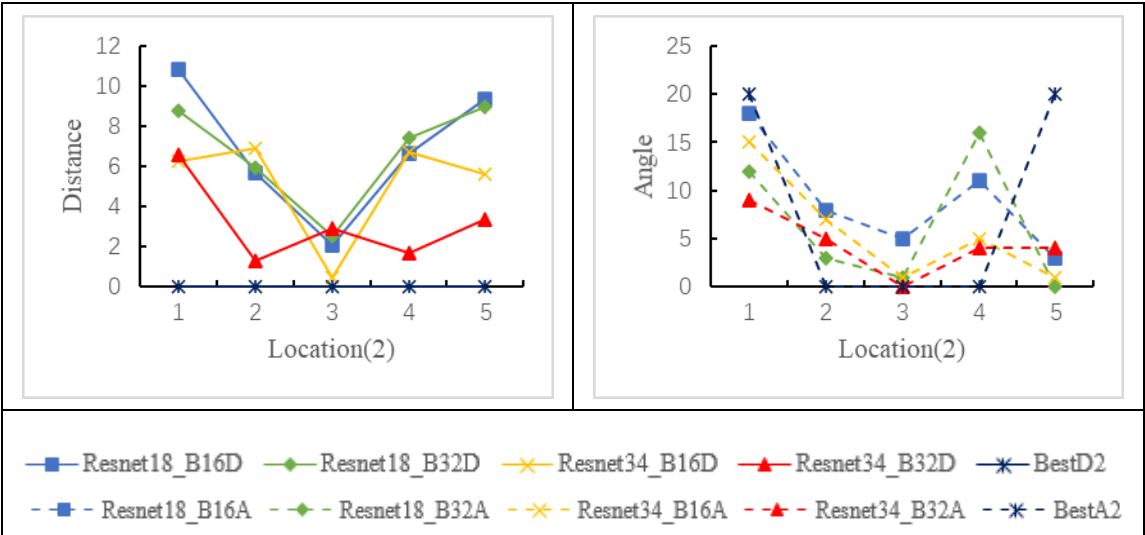 12
10
8
6
4
2
0
Distance
1 2 3 4 5
Location(2)
25
20
15
10
5
0
Angle
1 2 3 4 5
Location(2)
Resnet18_B16D Resnet18_B32D Resnet34_B16D Resnet34_B32D BestD2
Resnet18_B16A Resnet18_B32A Resnet34_B16A Resnet34_B32A BestA2